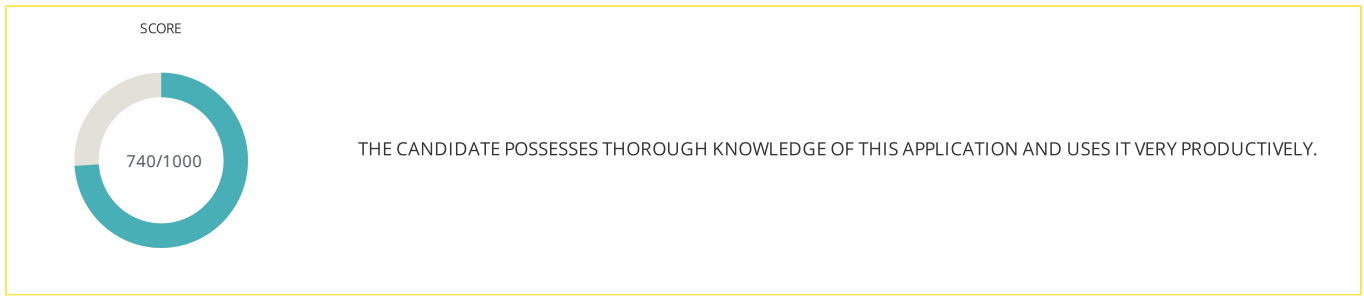 SCORE
740/1000
THE CANDIDATE POSSESSES THOROUGH KNOWLEDGE OF THIS APPLICATION AND USES IT VERY PRODUCTIVELY.